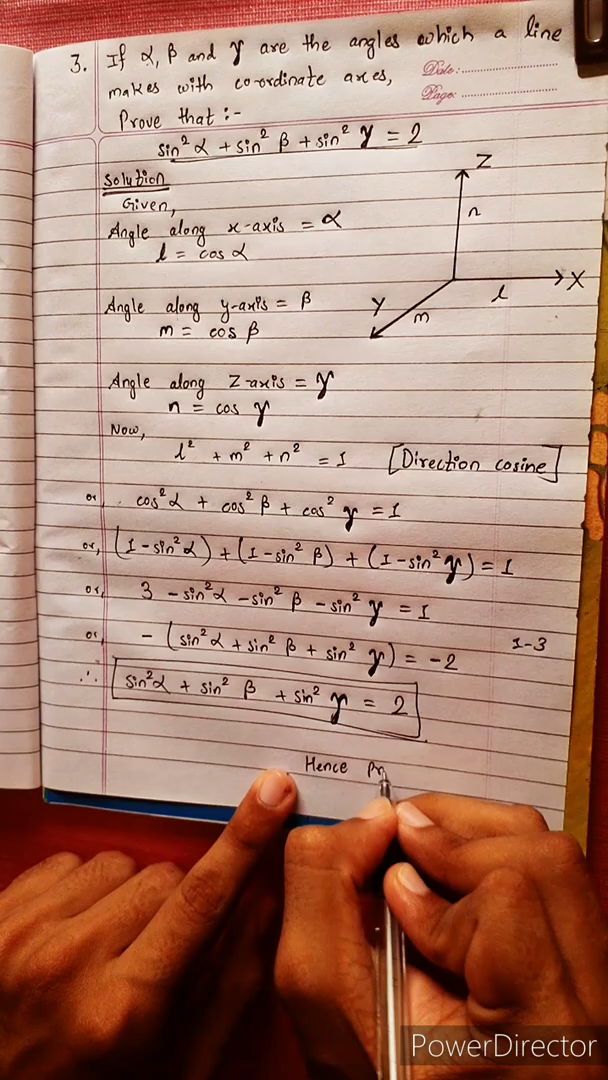 3. If α, β and γ are the angles which a line
makes with co-ordinate axes,
Date:
Page:
Prove that :-
sin²α + sin²β + sin²γ = 2
Solution
Given,
Angle along x-axis = α
l = cos α
Z
n
X
l
Y
m
Angle along y-axis = β
m = cos β
Angle along Z-axis = γ
n = cos γ
Now,
l² + m² + n² = 1 [Direction cosine]
or, cos²α + cos²β + cos²γ = 1
or, (1-sin²α) + (1-sin²β) + (1-sin²γ) = 1
or, 3 - sin²α - sin²β - sin²γ = 1
or, - (sin²α + sin²β + sin²γ) = -2 1-3
∴ sin²α + sin²β + sin²γ = 2
Hence Pr
PowerDirector